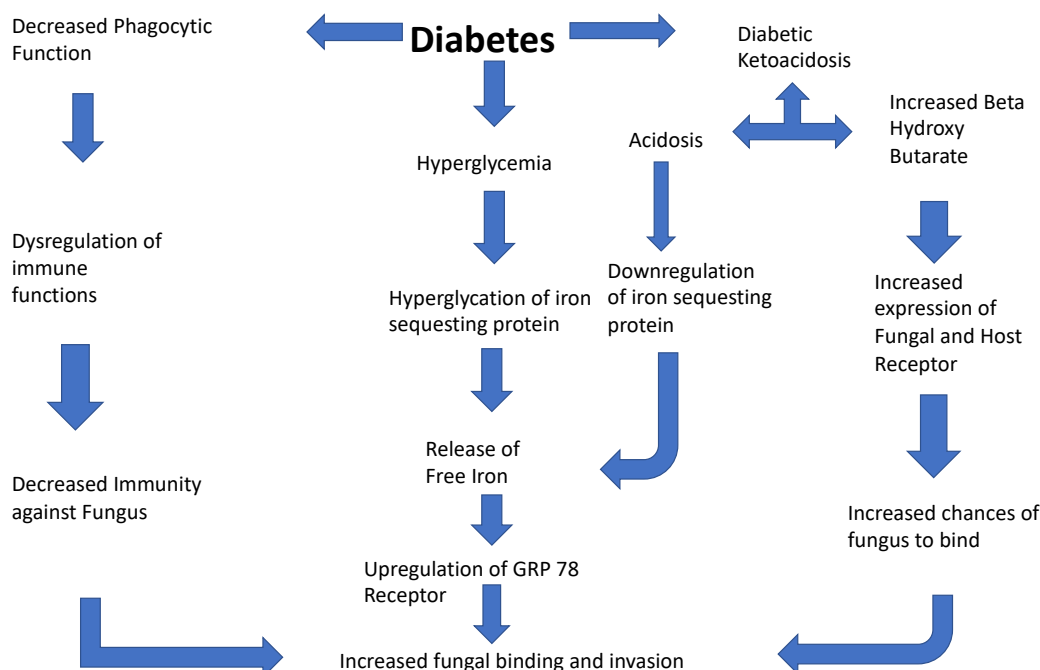 Decreased Phagocytic
Function
Diabetes
Diabetic
Ketoacidosis
Increased Beta
Hydroxy
Butarate
Acidosis
Hyperglycemia
Dysregulation of
immune
functions
Hyperglycation of iron
sequesting protein
Downregulation
of iron sequesting
protein
Increased
expression of
Fungal and Host
Receptor
Release of
Free Iron
Decreased Immunity
against Fungus
Increased chances of
fungus to bind
Upregulation of GRP 78
Receptor
Increased fungal binding and invasion